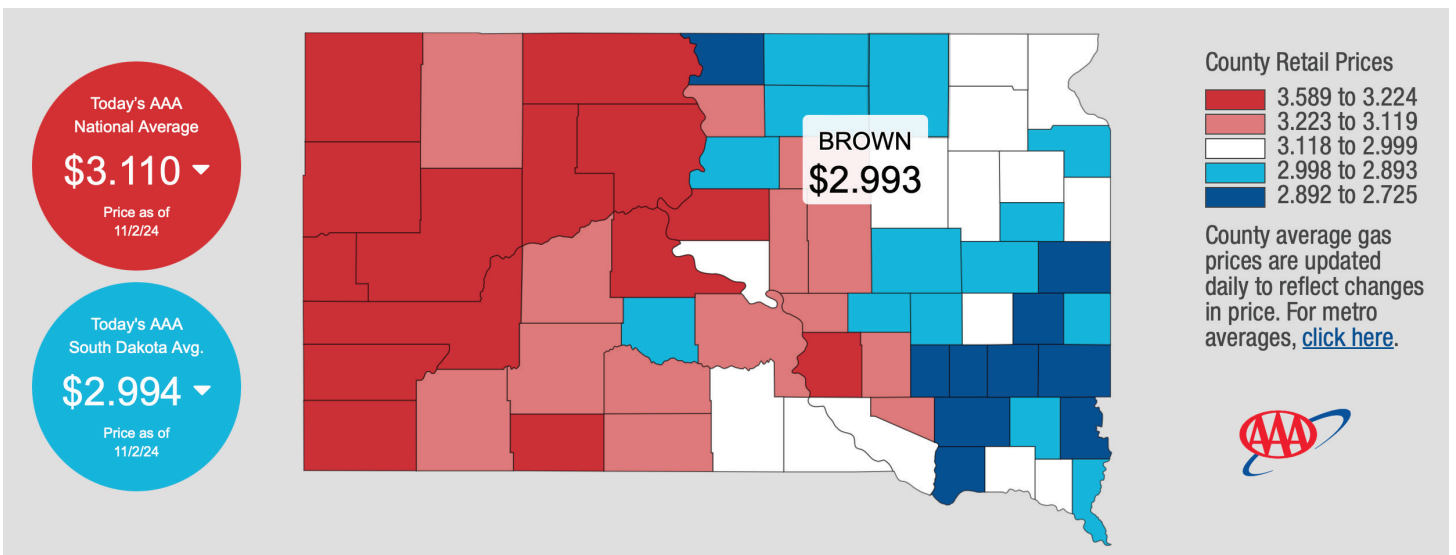 Today's AAA
National Average
$3.110
Price as of
11/2/24
Today's AAA
South Dakota Avg.
$2.994
Price as of
11/2/24
BROWN
$2.993
County Retail Prices
3.589 to 3.224
3.223 to 3.119
3.118 to 2.999
2.998 to 2.893
2.892 to 2.725
County average gas
prices are updated
daily to reflect changes
in price. For metro
averages, click here.
AAA